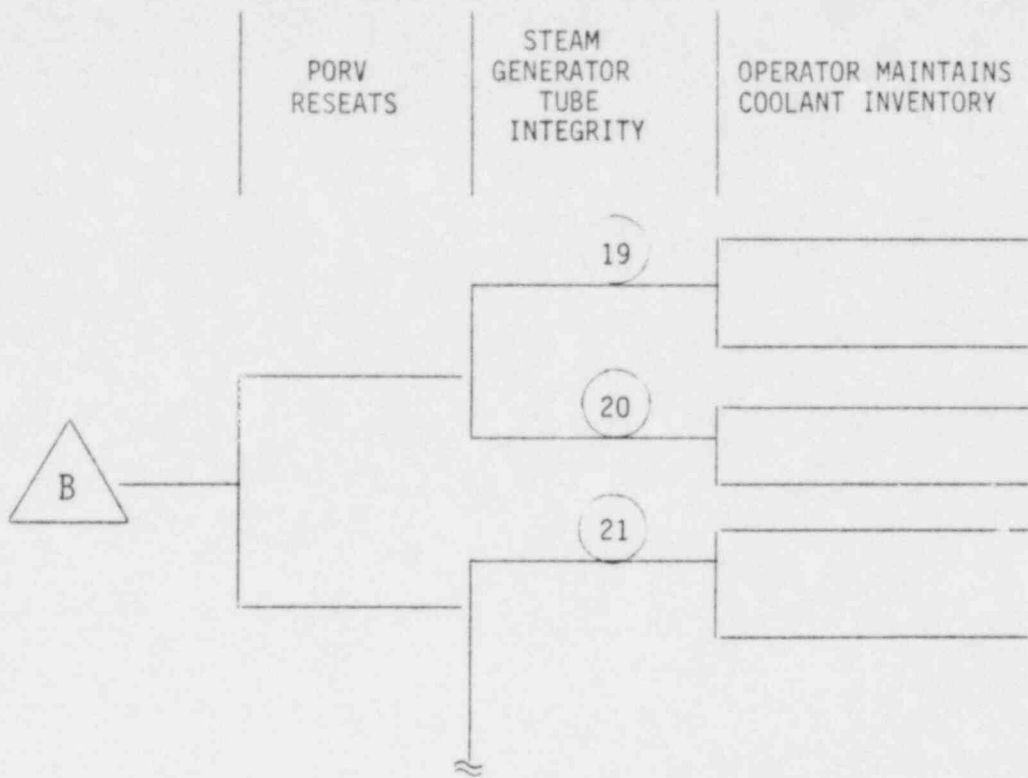 PORV
RESEATS
STEAM
GENERATOR
TUBE
INTEGRITY
OPERATOR MAINTAINS
COOLANT INVENTORY
19
20
B
21